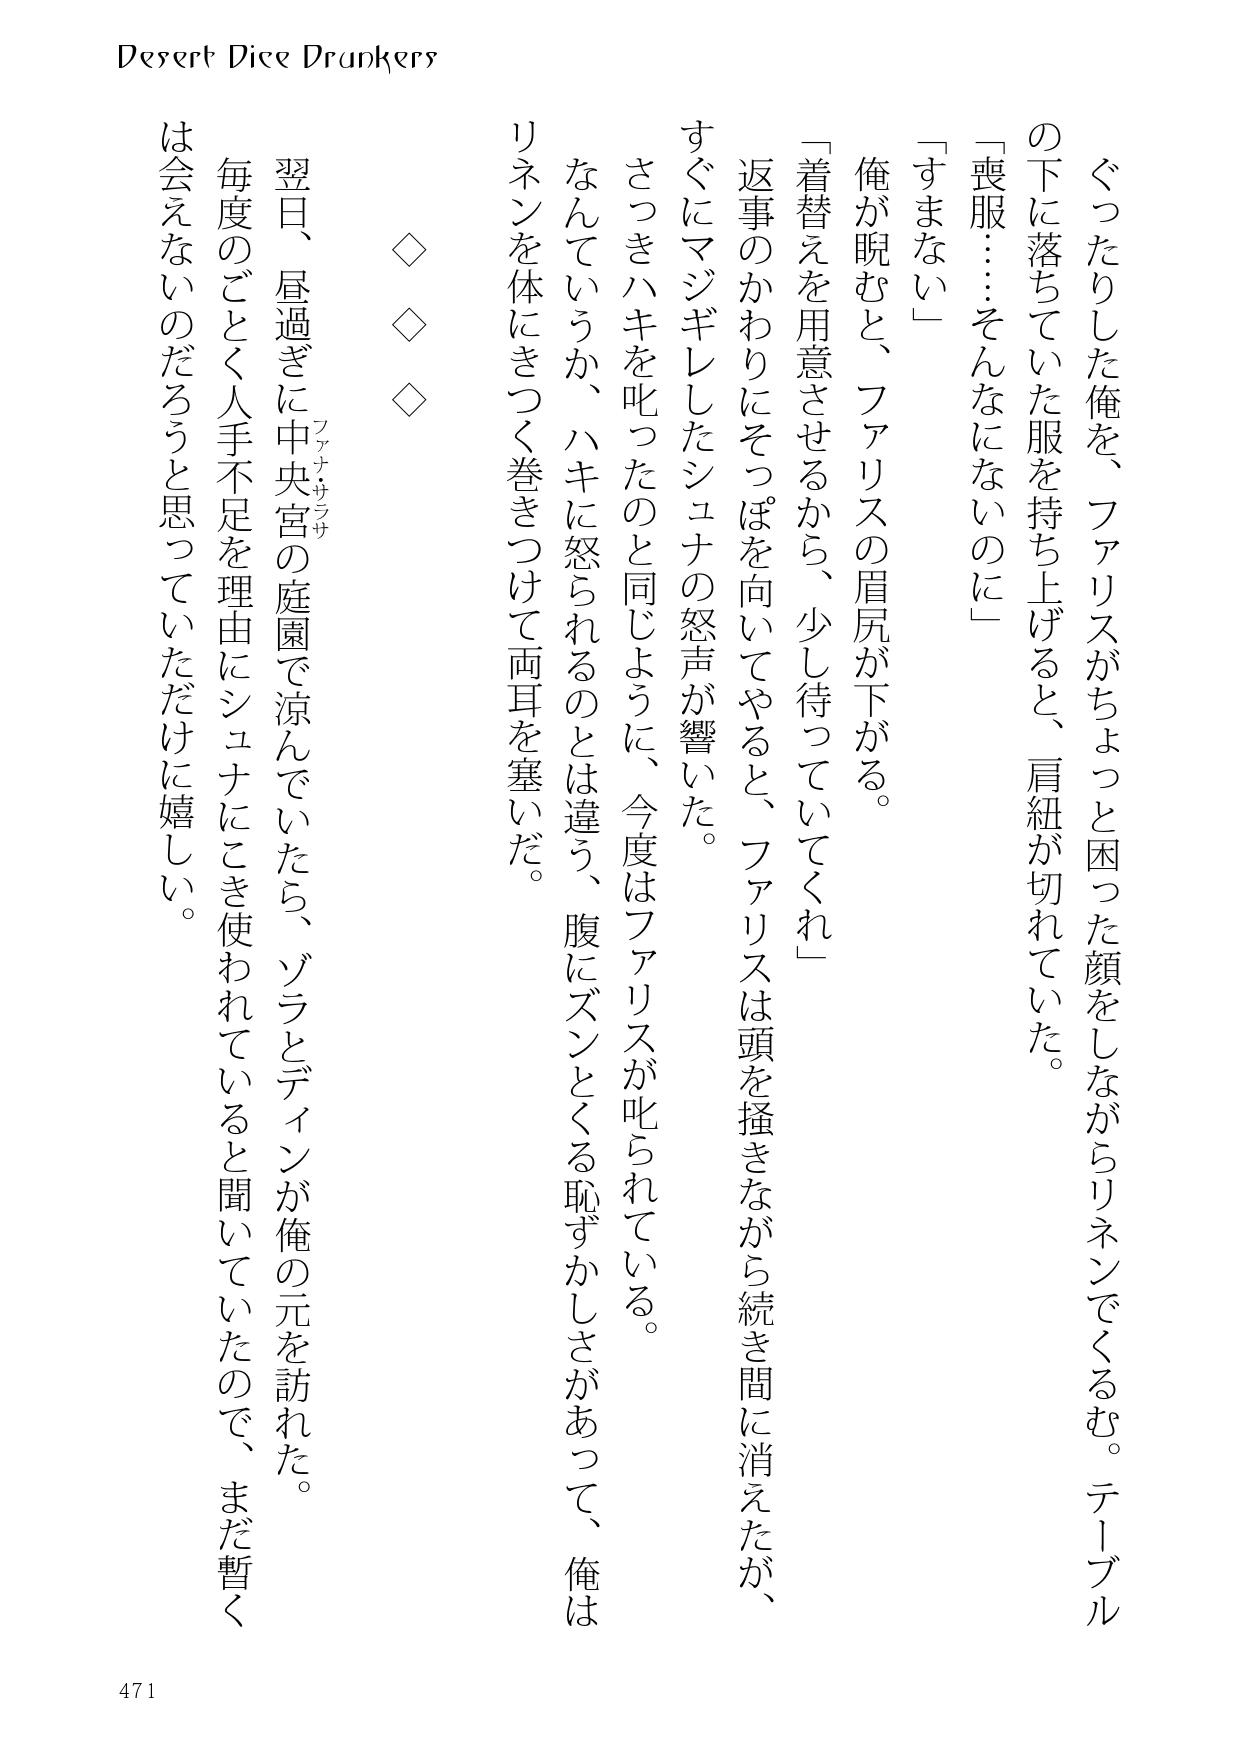 Desert Dice Drunkers
ぐったりした俺を、ファリスがちょっと困った顔をしながらリネンでくるむ。テーブル
の下に落ちていた服を持ち上げると、肩紐が切れていた。
「喪服……そんなにないのに」
「すまない」
俺が睨むと、ファリスの眉尻が下がる。
「着替えを用意させるから、少し待っていてくれ」
返事のかわりにそっぽを向いてやると、ファリスは頭を掻きながら続き間に消えたが、
すぐにマジギレしたシュナの怒声が響いた。
さっきハキを叱ったのと同じように、今度はファリスが叱られている。
なんていうか、ハキに怒られるのとは違う、腹にズンとくる恥ずかしさがあって、俺は
リネンを体にきつく巻きつけて両耳を塞いだ。
◇　◇　◇
翌日、昼過ぎに中央宮の庭園で涼んでいたら、ゾラとディンが俺の元を訪れた。
ファナ・サラサ
毎度のごとく人手不足を理由にシュナにこき使われていると聞いていたので、まだ暫く
は会えないのだろうと思っていただけに嬉しい。
471